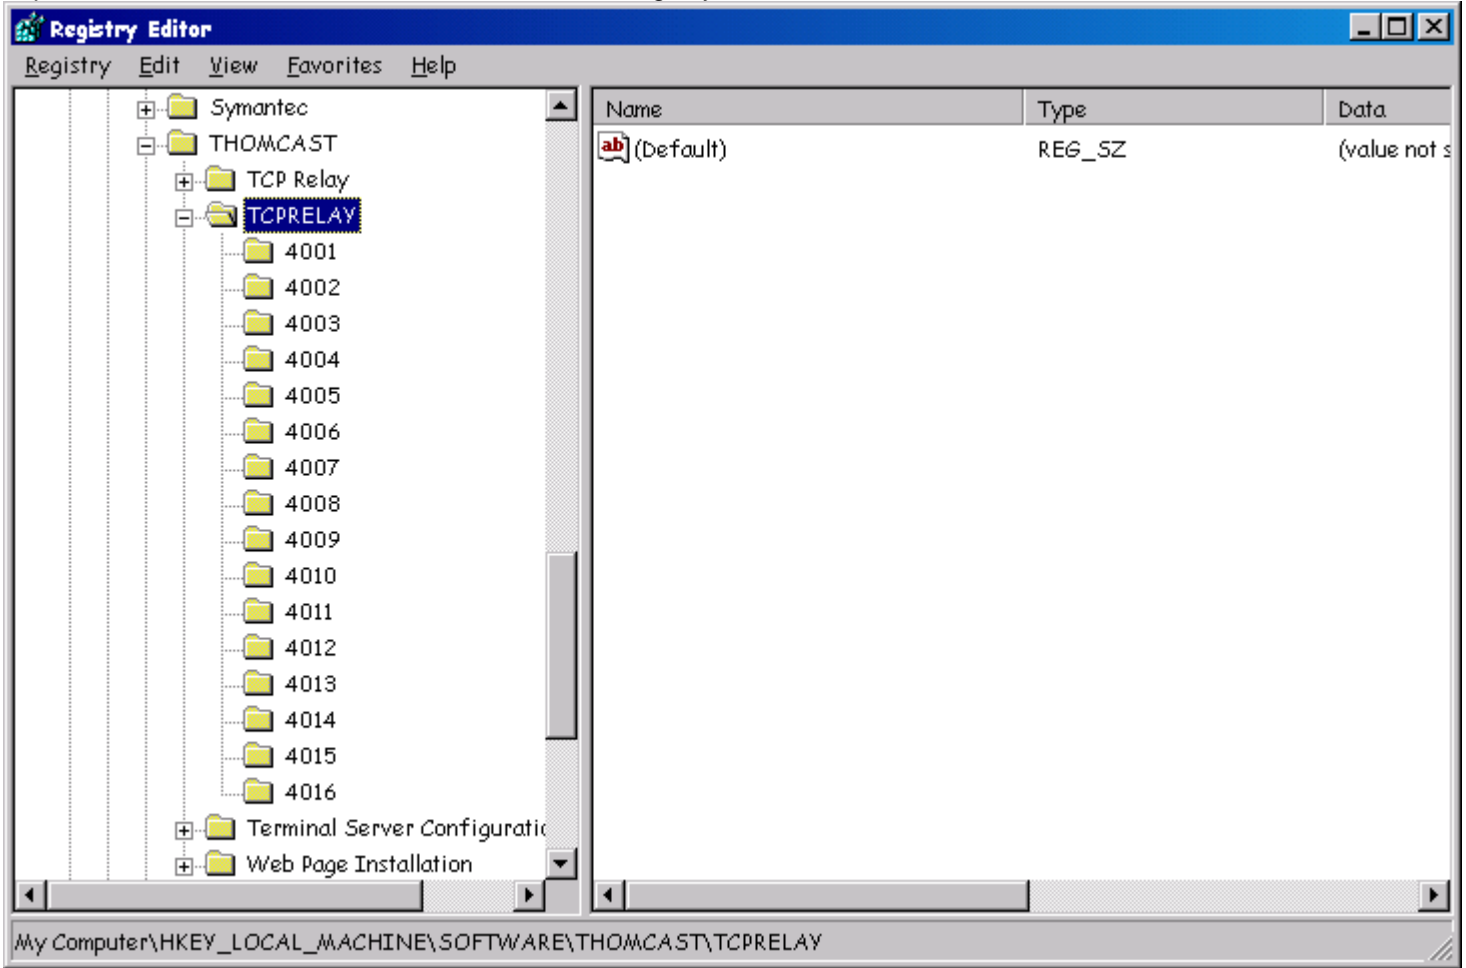 Registry Editor
Registry Edit View Favorites Help
Symantec
THOMCAST
TCP Relay
TCPRELAY
4001
4002
4003
4004
4005
4006
4007
4008
4009
4010
4011
4012
4013
4014
4015
4016
Terminal Server Configuratio
Web Page Installation
Name Type Data
ab (Default) REG_SZ (value not s
My Computer\HKEY_LOCAL_MACHINE\SOFTWARE\THOMCAST\TCPRELAY